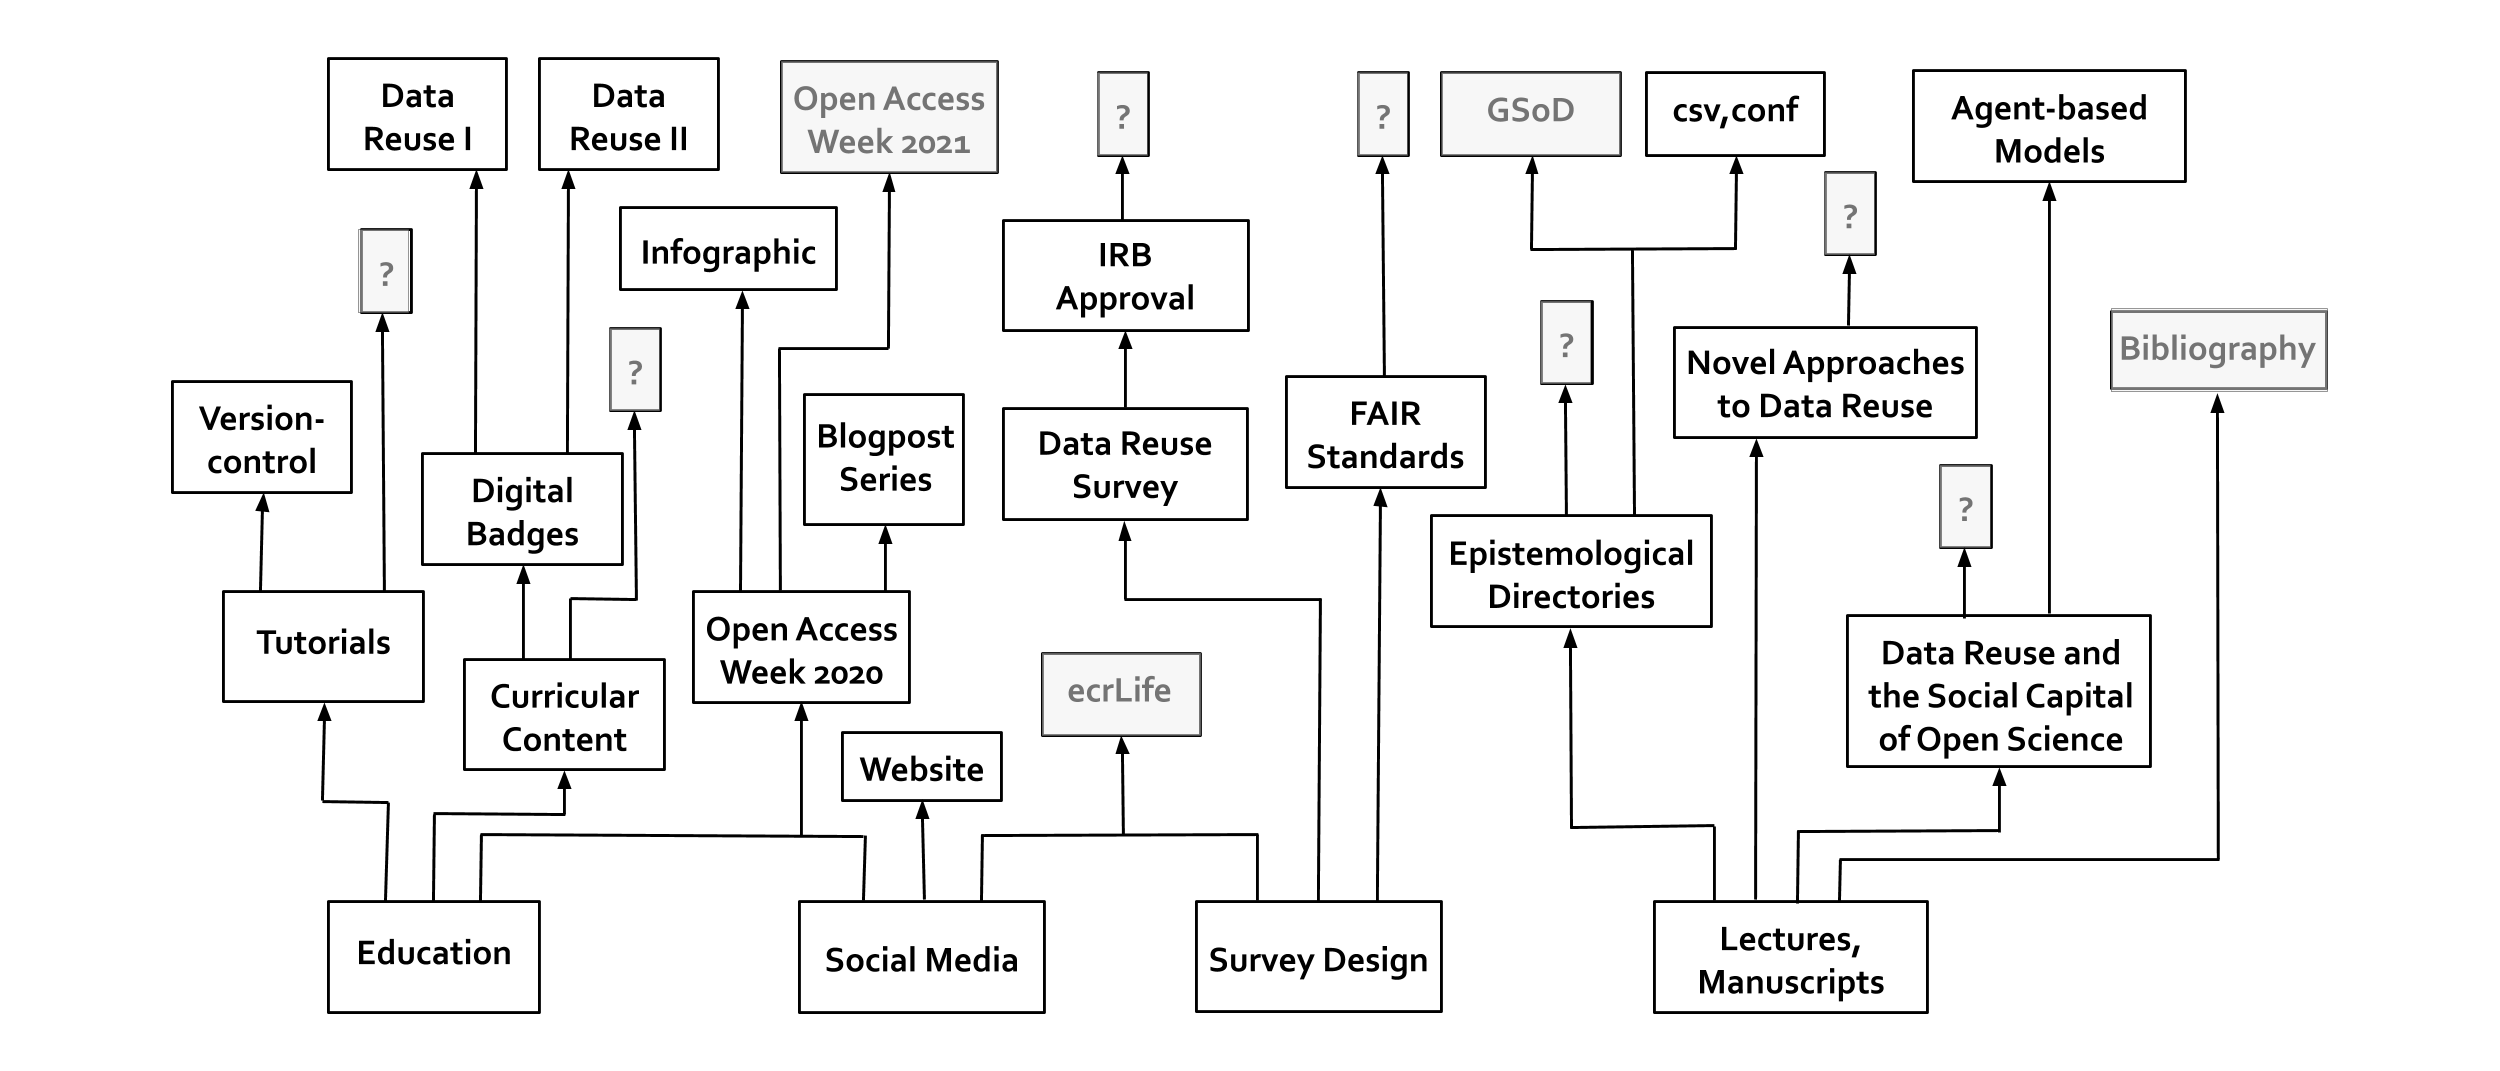 Data
Reuse I
Data
Reuse II
Open Access
Week 2021
?
?
GSoD
csv,conf
Agent-based
Models
?
Infographic
?
IRB
Approval
?
?
Novel Approaches
to Data Reuse
Bibliography
?
Version-
control
Blogpost
Series
Data Reuse
Survey
FAIR
Standards
?
Digital
Badges
Epistemological
Directories
Tutorials
Curricular
Content
Open Access
Week 2020
ecrLife
Data Reuse and
the Social Capital
of Open Science
Website
Education
Social Media
Survey Design
Lectures,
Manuscripts